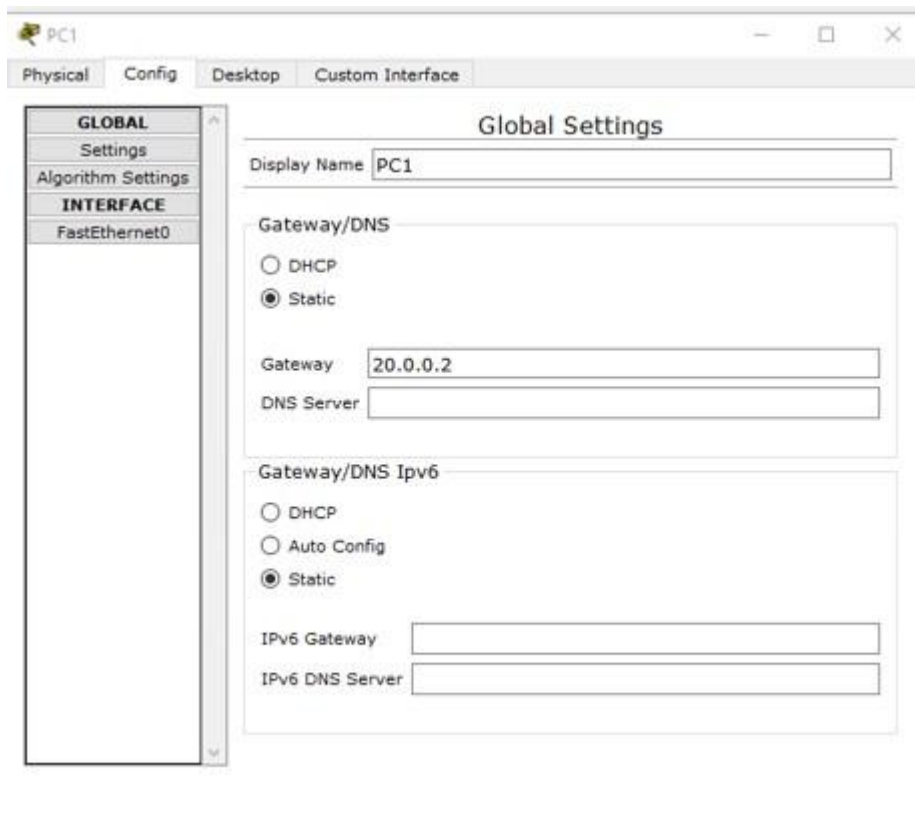 PC1
Physical Config Desktop Custom Interface
GLOBAL
Settings
Algorithm Settings
INTERFACE
FastEthernet0
Global Settings
Display Name PC1
Gateway/DNS
DHCP
Static
Gateway 20.0.0.2
DNS Server
Gateway/DNS Ipv6
DHCP
Auto Config
Static
IPv6 Gateway
IPv6 DNS Server